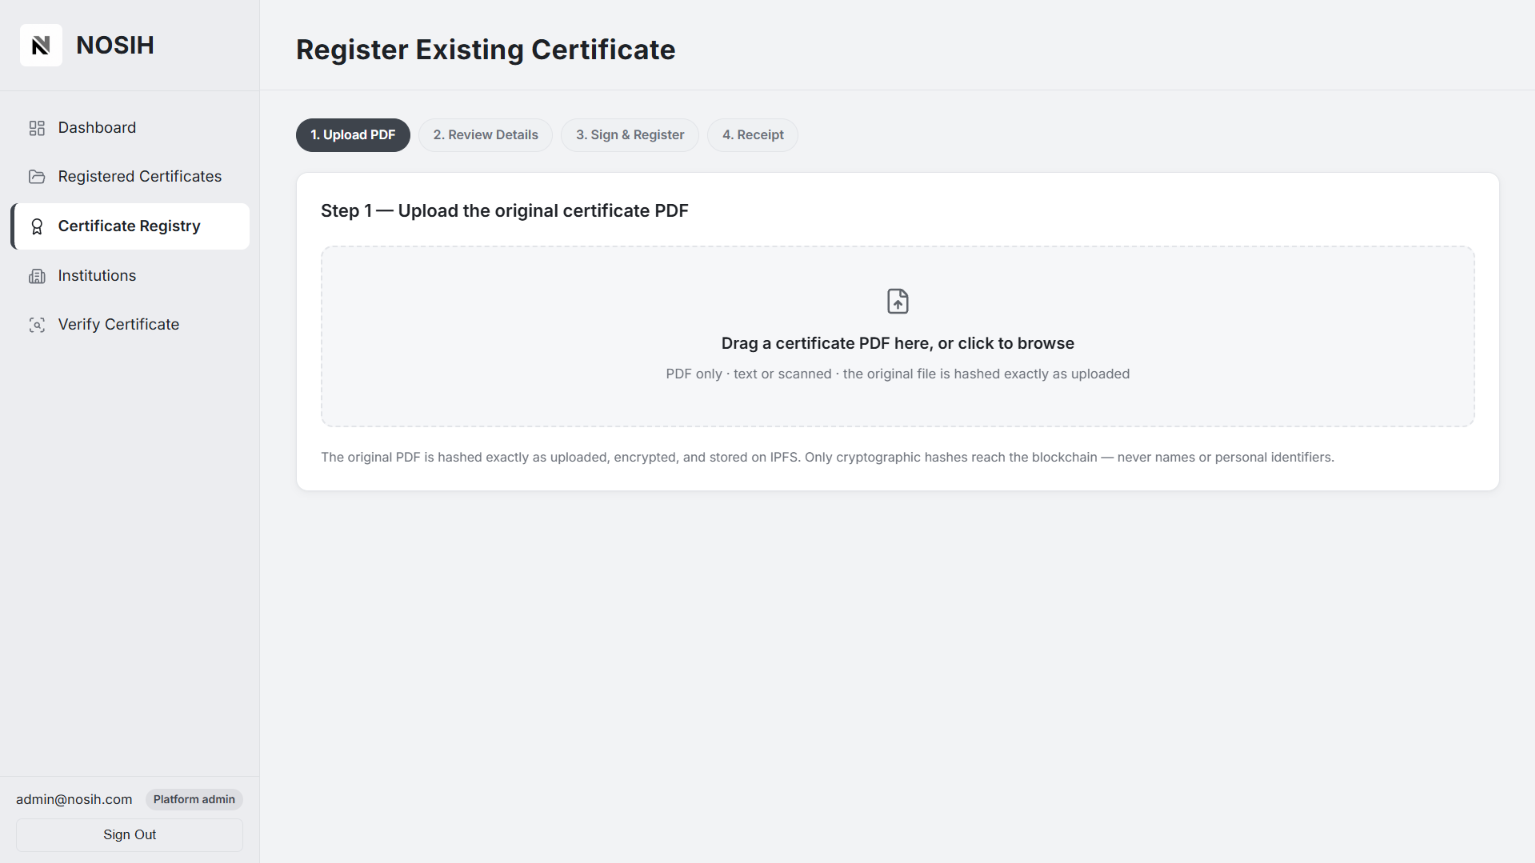 NOSIH
Dashboard
Registered Certificates
Certificate Registry
Institutions
Verify Certificate
admin@nosih.com
Platform admin
Sign Out
Register Existing Certificate
1. Upload PDF
2. Review Details
3. Sign & Register
4. Receipt
Step 1 — Upload the original certificate PDF
Drag a certificate PDF here, or click to browse
PDF only · text or scanned · the original file is hashed exactly as uploaded
The original PDF is hashed exactly as uploaded, encrypted, and stored on IPFS. Only cryptographic hashes reach the blockchain — never names or personal identifiers.